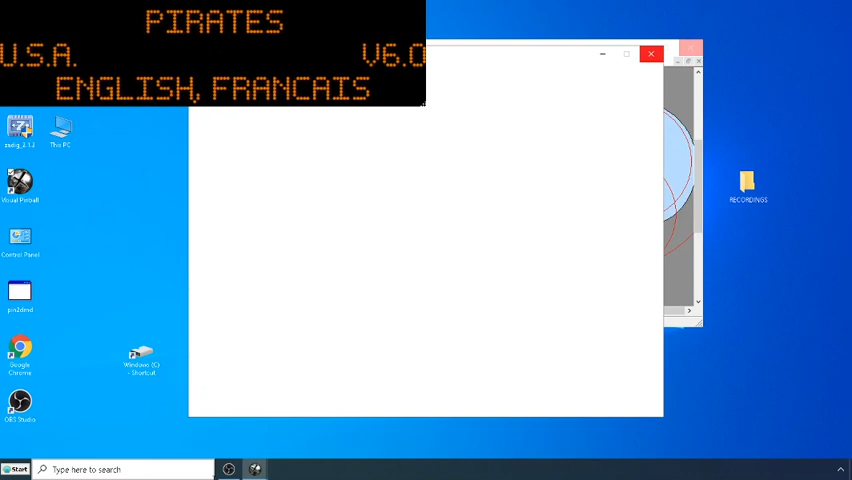 PIRATES
U.S.A. V6.0
ENGLISH, FRANCAIS
zadig_2.1.2
This PC
Visual Pinball
Control Panel
pin2dmd
Google
Chrome
Windows (C)
- Shortcut
OBS Studio
RECORDINGS
Start
Type here to search